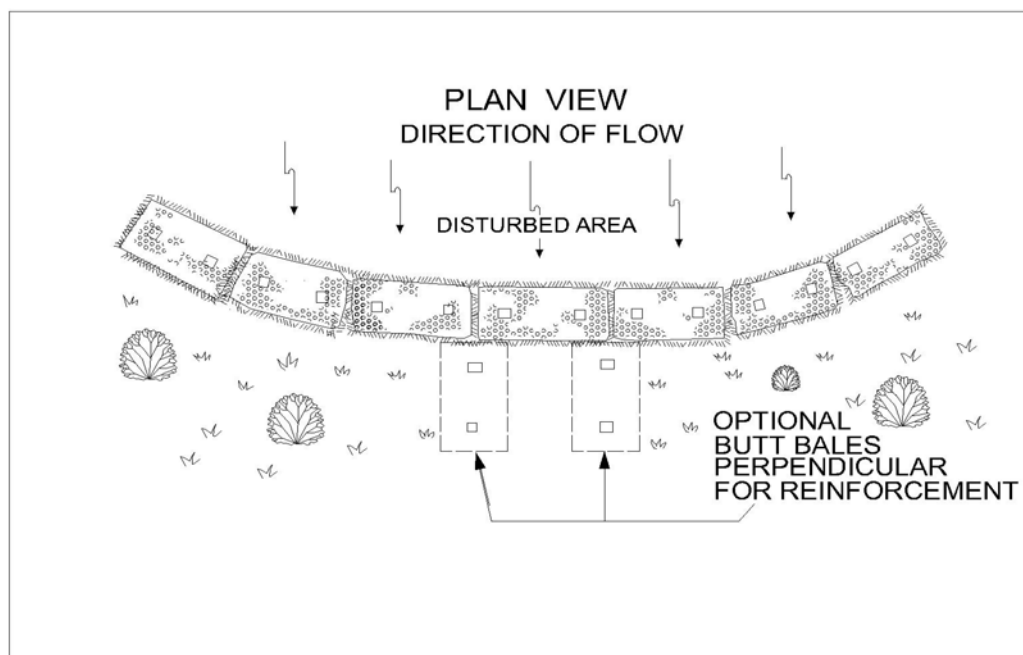 PLAN VIEW
DIRECTION OF FLOW
DISTURBED AREA
OPTIONAL
BUTT BALES
PERPENDICULAR
FOR REINFORCEMENT